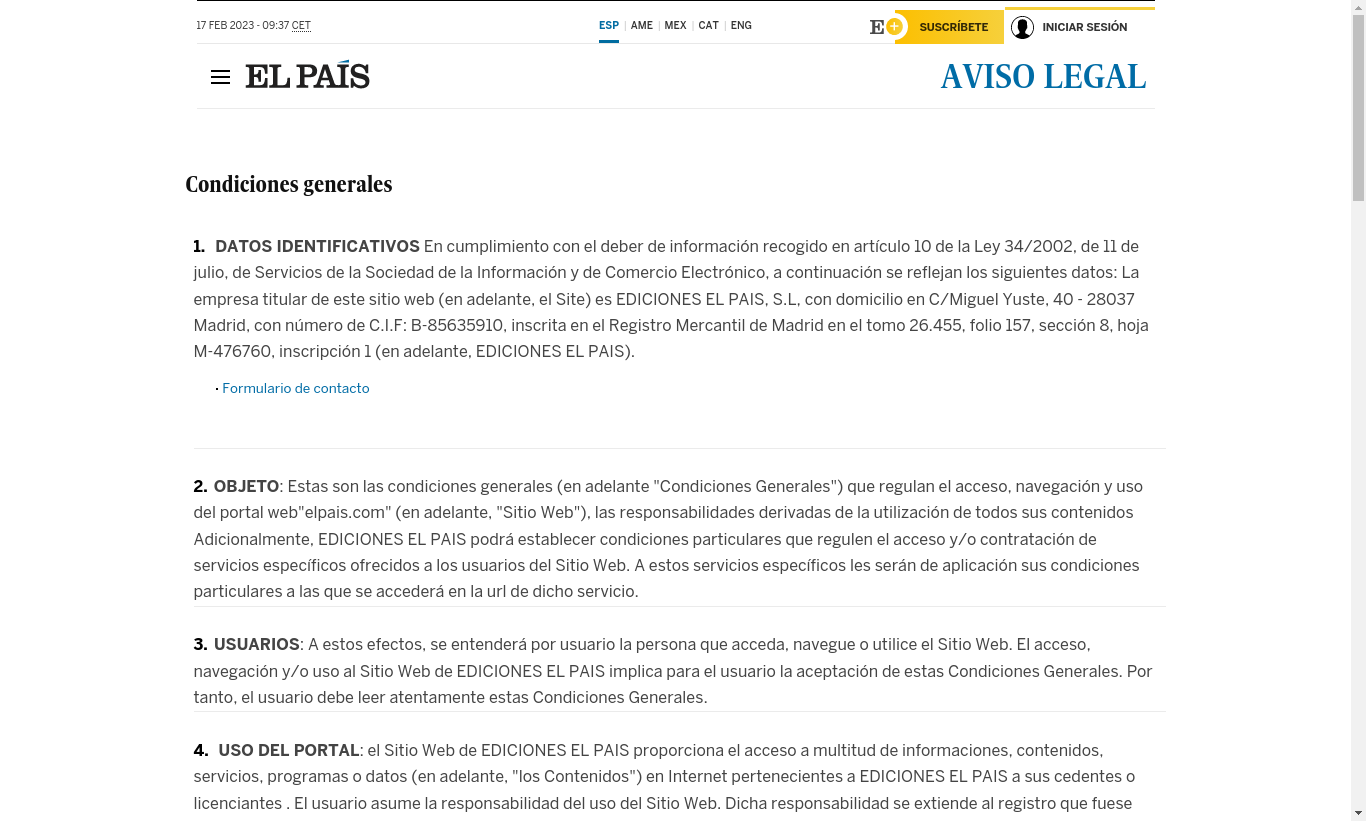 17 FEB 2023 - 09:37 CET
ESP | AME | MEX | CAT | ENG
E+ SUSCRÍBETE
INICIAR SESIÓN
EL PAÍS
AVISO LEGAL
Condiciones generales
1. DATOS IDENTIFICATIVOS En cumplimiento con el deber de información recogido en artículo 10 de la Ley 34/2002, de 11 de
julio, de Servicios de la Sociedad de la Información y de Comercio Electrónico, a continuación se reflejan los siguientes datos: La
empresa titular de este sitio web (en adelante, el Site) es EDICIONES EL PAIS, S.L, con domicilio en C/Miguel Yuste, 40 - 28037
Madrid, con número de C.I.F: B-85635910, inscrita en el Registro Mercantil de Madrid en el tomo 26.455, folio 157, sección 8, hoja
M-476760, inscripción 1 (en adelante, EDICIONES EL PAIS).
· Formulario de contacto
2. OBJETO: Estas son las condiciones generales (en adelante "Condiciones Generales") que regulan el acceso, navegación y uso
del portal web"elpais.com" (en adelante, "Sitio Web"), las responsabilidades derivadas de la utilización de todos sus contenidos
Adicionalmente, EDICIONES EL PAIS podrá establecer condiciones particulares que regulen el acceso y/o contratación de
servicios específicos ofrecidos a los usuarios del Sitio Web. A estos servicios específicos les serán de aplicación sus condiciones
particulares a las que se accederá en la url de dicho servicio.
3. USUARIOS: A estos efectos, se entenderá por usuario la persona que acceda, navegue o utilice el Sitio Web. El acceso,
navegación y/o uso al Sitio Web de EDICIONES EL PAIS implica para el usuario la aceptación de estas Condiciones Generales. Por
tanto, el usuario debe leer atentamente estas Condiciones Generales.
4. USO DEL PORTAL: el Sitio Web de EDICIONES EL PAIS proporciona el acceso a multitud de informaciones, contenidos,
servicios, programas o datos (en adelante, "los Contenidos") en Internet pertenecientes a EDICIONES EL PAIS a sus cedentes o
licenciantes . El usuario asume la responsabilidad del uso del Sitio Web. Dicha responsabilidad se extiende al registro que fuese